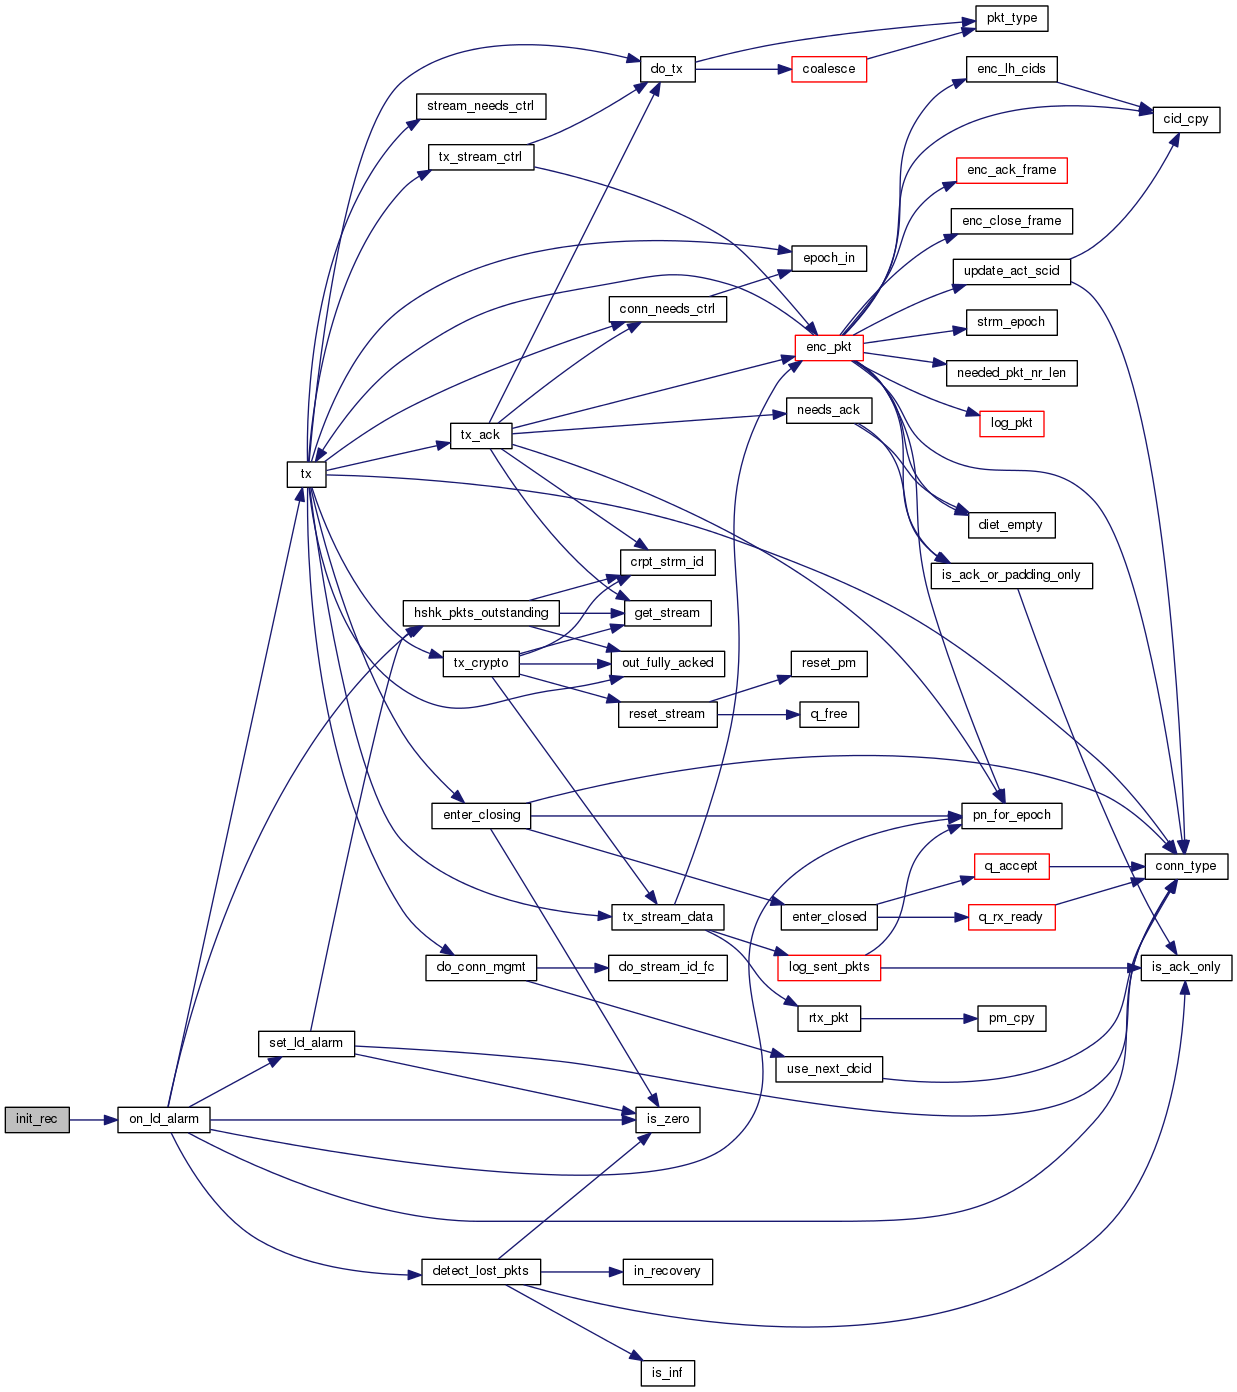 pkt_type
do_tx
coalesce
enc_lh_cids
stream_needs_ctrl
cid_cpy
tx_stream_ctrl
enc_ack_frame
enc_close_frame
epoch_in
update_act_scid
conn_needs_ctrl
strm_epoch
enc_pkt
needed_pkt_nr_len
needs_ack
log_pkt
tx_ack
tx
diet_empty
crpt_strm_id
is_ack_or_padding_only
hshk_pkts_outstanding
get_stream
tx_crypto
out_fully_acked
reset_pm
reset_stream
q_free
enter_closing
pn_for_epoch
q_accept
conn_type
tx_stream_data
enter_closed
q_rx_ready
do_conn_mgmt
do_stream_id_fc
log_sent_pkts
is_ack_only
rtx_pkt
pm_cpy
set_ld_alarm
use_next_dcid
init_rec
on_ld_alarm
is_zero
detect_lost_pkts
in_recovery
is_inf